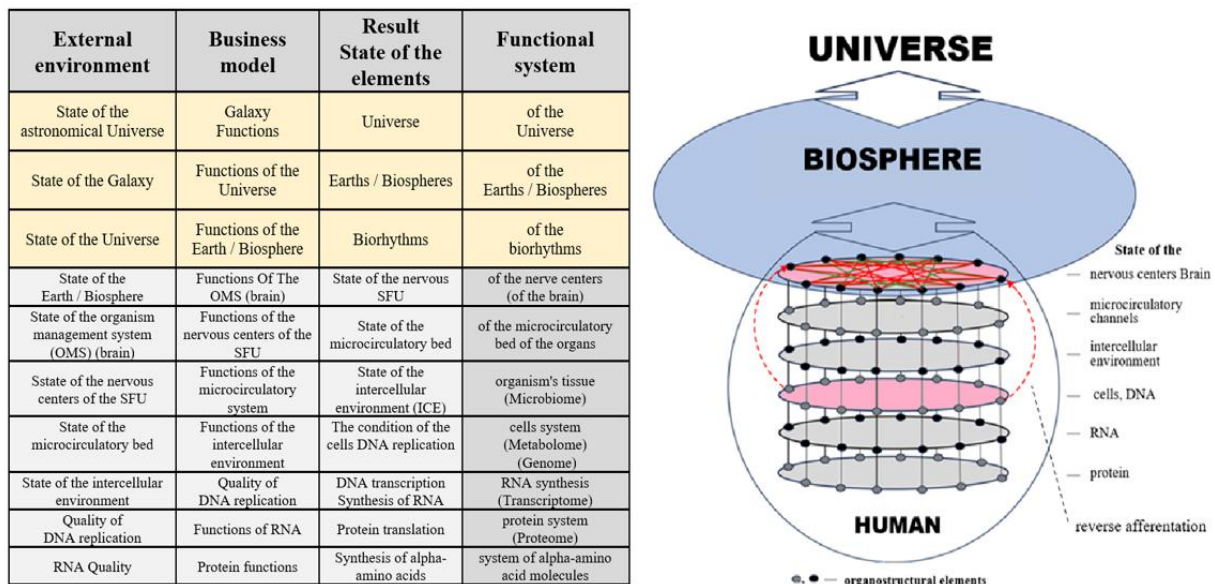 External
environment
Business
model
Result
State of the
elements
Functional
system
State of the
astronomical Universe
Galaxy
Functions
Universe
of the
Universe
State of the Galaxy
Functions of the
Universe
Earths / Biospheres
of the
Earths / Biospheres
State of the Universe
Functions of the
Earth / Biosphere
Biorhythms
of the
biorhythms
State of the
Earth / Biosphere
Functions Of The
OMS (brain)
State of the nervous
SFU
of the nerve centers
(of the brain)
State of the organism
management system
(OMS) (brain)
Functions of the
nervous centers of the
SFU
State of the
microcirculatory bed
of the microcirculatory
bed of the organs
Sstate of the nervous
centers of the SFU
Functions of the
microcirculatory
system
State of the
intercellular
environment (ICE)
organism's tissue
(Microbiome)
State of the
microcirculatory bed
Functions of the
intercellular
environment
The condition of the
cells DNA replication
cells system
(Metabolome)
(Genome)
State of the intercellular
environment
Quality of
DNA replication
DNA transcription
Synthesis of RNA
RNA synthesis
(Transcriptome)
Quality of
DNA replication
Functions of RNA
Protein translation
protein system
(Proteome)
RNA Quality
Protein functions
Synthesis of alpha-
amino acids
system of alpha-amino
acid molecules
UNIVERSE
BIOSPHERE
State of the
nervous centers Brain
microcirculatory
channels
intercellular
environment
cells, DNA
RNA
protein
HUMAN
reverse afferentation
, — organostructural elements